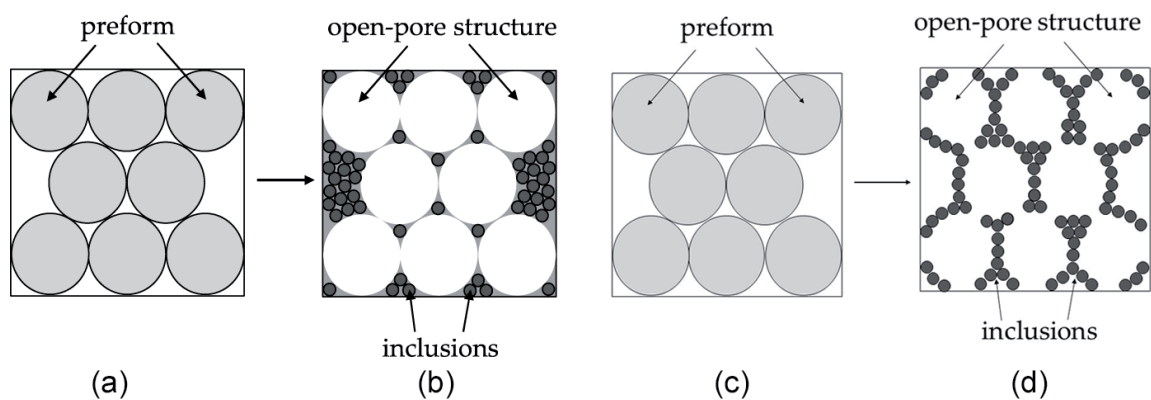 preform
open-pore structure
preform
open-pore structure
inclusions
inclusions
(a)
(b)
(c)
(d)